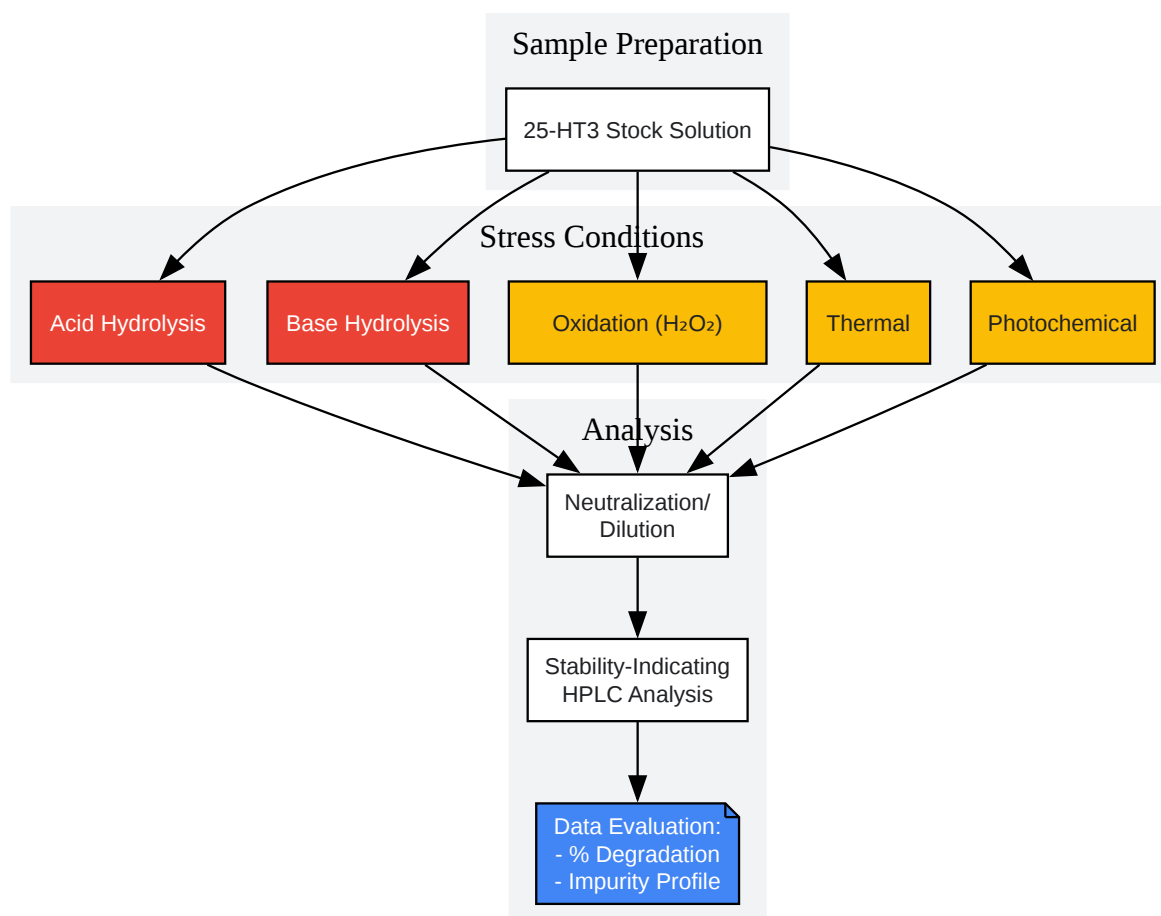 Sample Preparation
25-HT3 Stock Solution
Stress Conditions
Acid Hydrolysis
Base Hydrolysis
Oxidation (H₂O₂)
Thermal
Photochemical
Analysis
Neutralization/
Dilution
Stability-Indicating
HPLC Analysis
Data Evaluation:
- % Degradation
- Impurity Profile